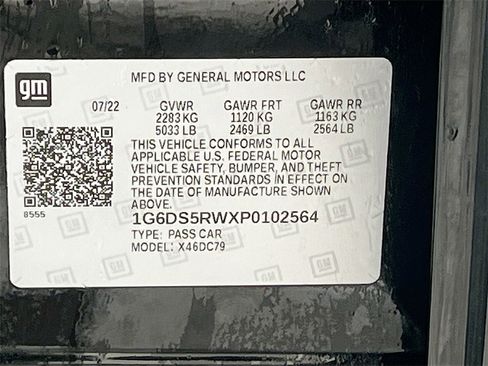 gm
MFD BY GENERAL MOTORS LLC
07/22 GVWR GAWR FRT GAWR RR
2283 KG 1120 KG 1163 KG
5033 LB 2469 LB 2564 LB
THIS VEHICLE CONFORMS TO ALL
APPLICABLE U.S. FEDERAL MOTOR
VEHICLE SAFETY, BUMPER, AND THEFT
PREVENTION STANDARDS IN EFFECT ON
THE DATE OF MANUFACTURE SHOWN
ABOVE.
8555
1G6DS5RWXP0102564
TYPE: PASS CAR
MODEL: X46DC79